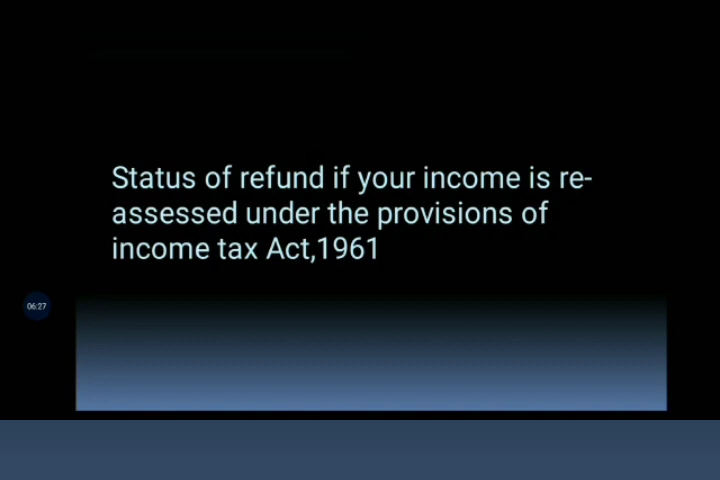 Status of refund if your income is re-
assessed under the provisions of
income tax Act,1961
06:27